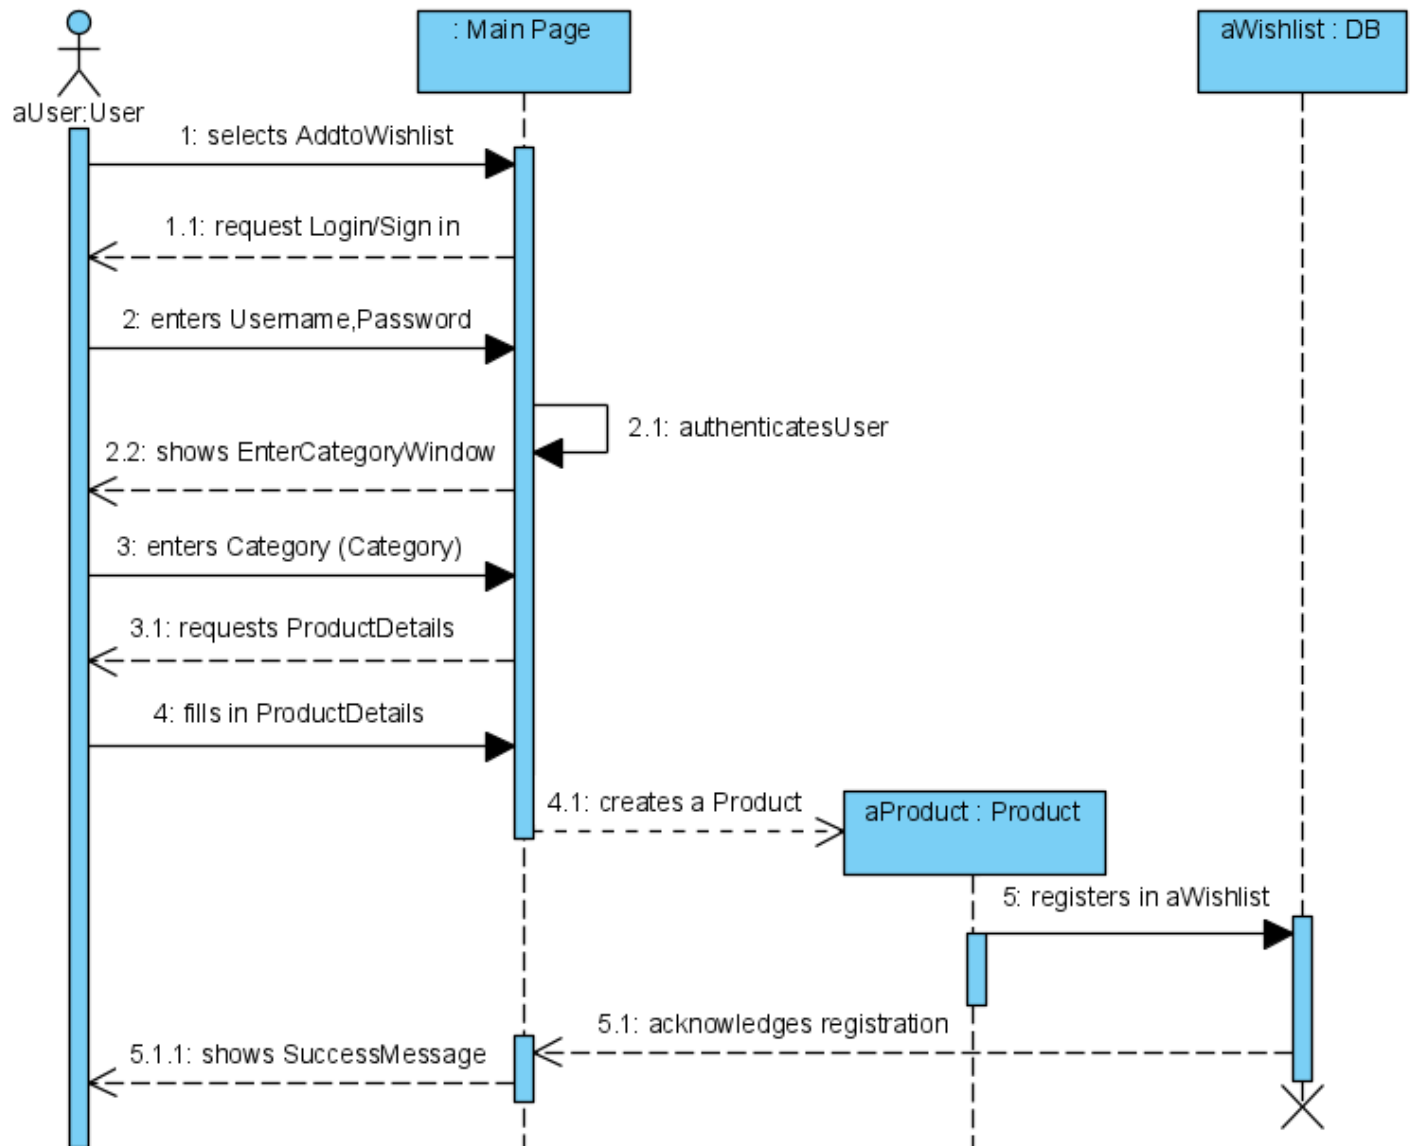 : Main Page
aWishlist : DB
aUser:User
1: selects AddtoWishlist
1.1: request Login/Sign in
2: enters Username,Password
2.1: authenticatesUser
2.2: shows EnterCategoryWindow
3: enters Category (Category)
3.1: requests ProductDetails
4: fills in ProductDetails
4.1: creates a Product
aProduct : Product
5: registers in aWishlist
5.1: acknowledges registration
5.1.1: shows SuccessMessage